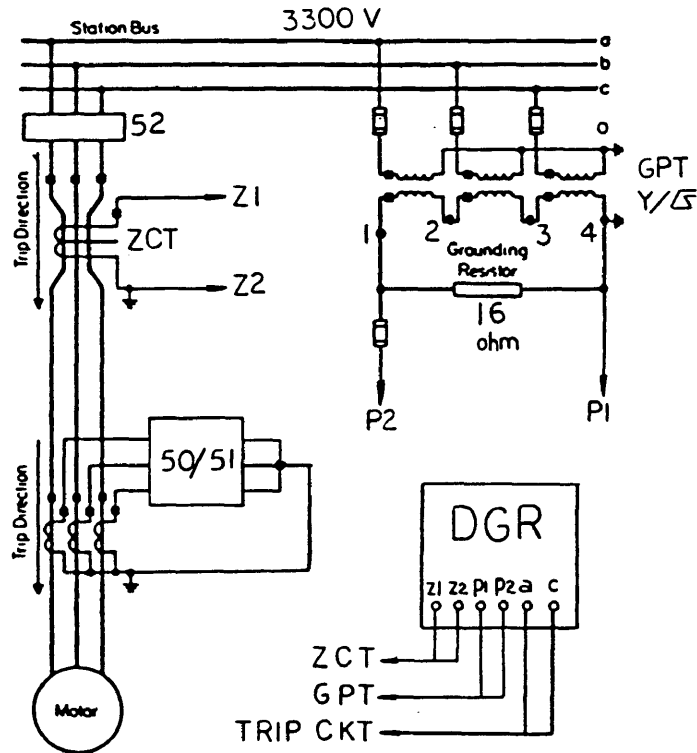 Station Bus
3300 V
a
b
c
52
o
Trip Direction
Z1
ZCT
Z2
GPT
Y/
1
2
3
4
Grounding
Resistor
16
ohm
P2
P1
Trip Direction
50/51
DGR
Z1 Z2 P1 P2 a c
ZCT
GPT
TRIP CKT
Motor